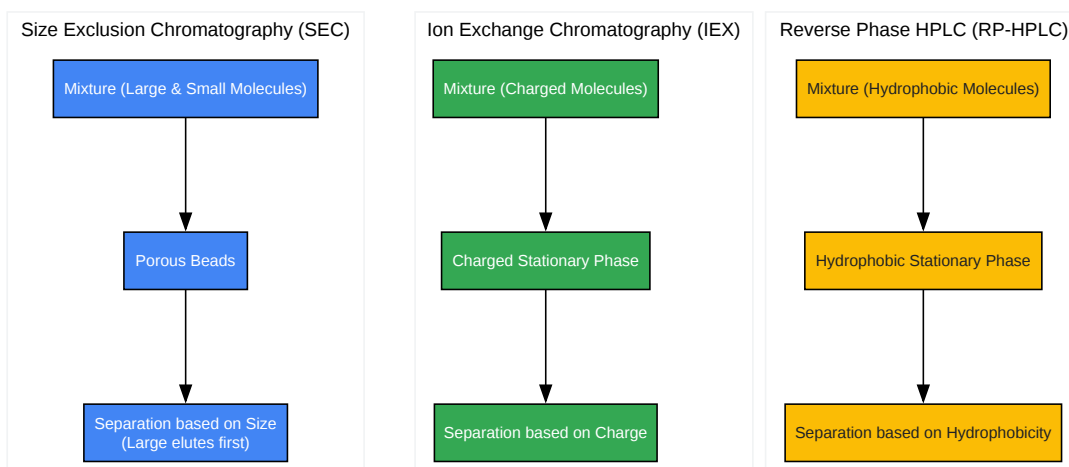 Size Exclusion Chromatography (SEC)
Mixture (Large & Small Molecules)
Porous Beads
Separation based on Size
(Large elutes first)
Ion Exchange Chromatography (IEX)
Mixture (Charged Molecules)
Charged Stationary Phase
Separation based on Charge
Reverse Phase HPLC (RP-HPLC)
Mixture (Hydrophobic Molecules)
Hydrophobic Stationary Phase
Separation based on Hydrophobicity